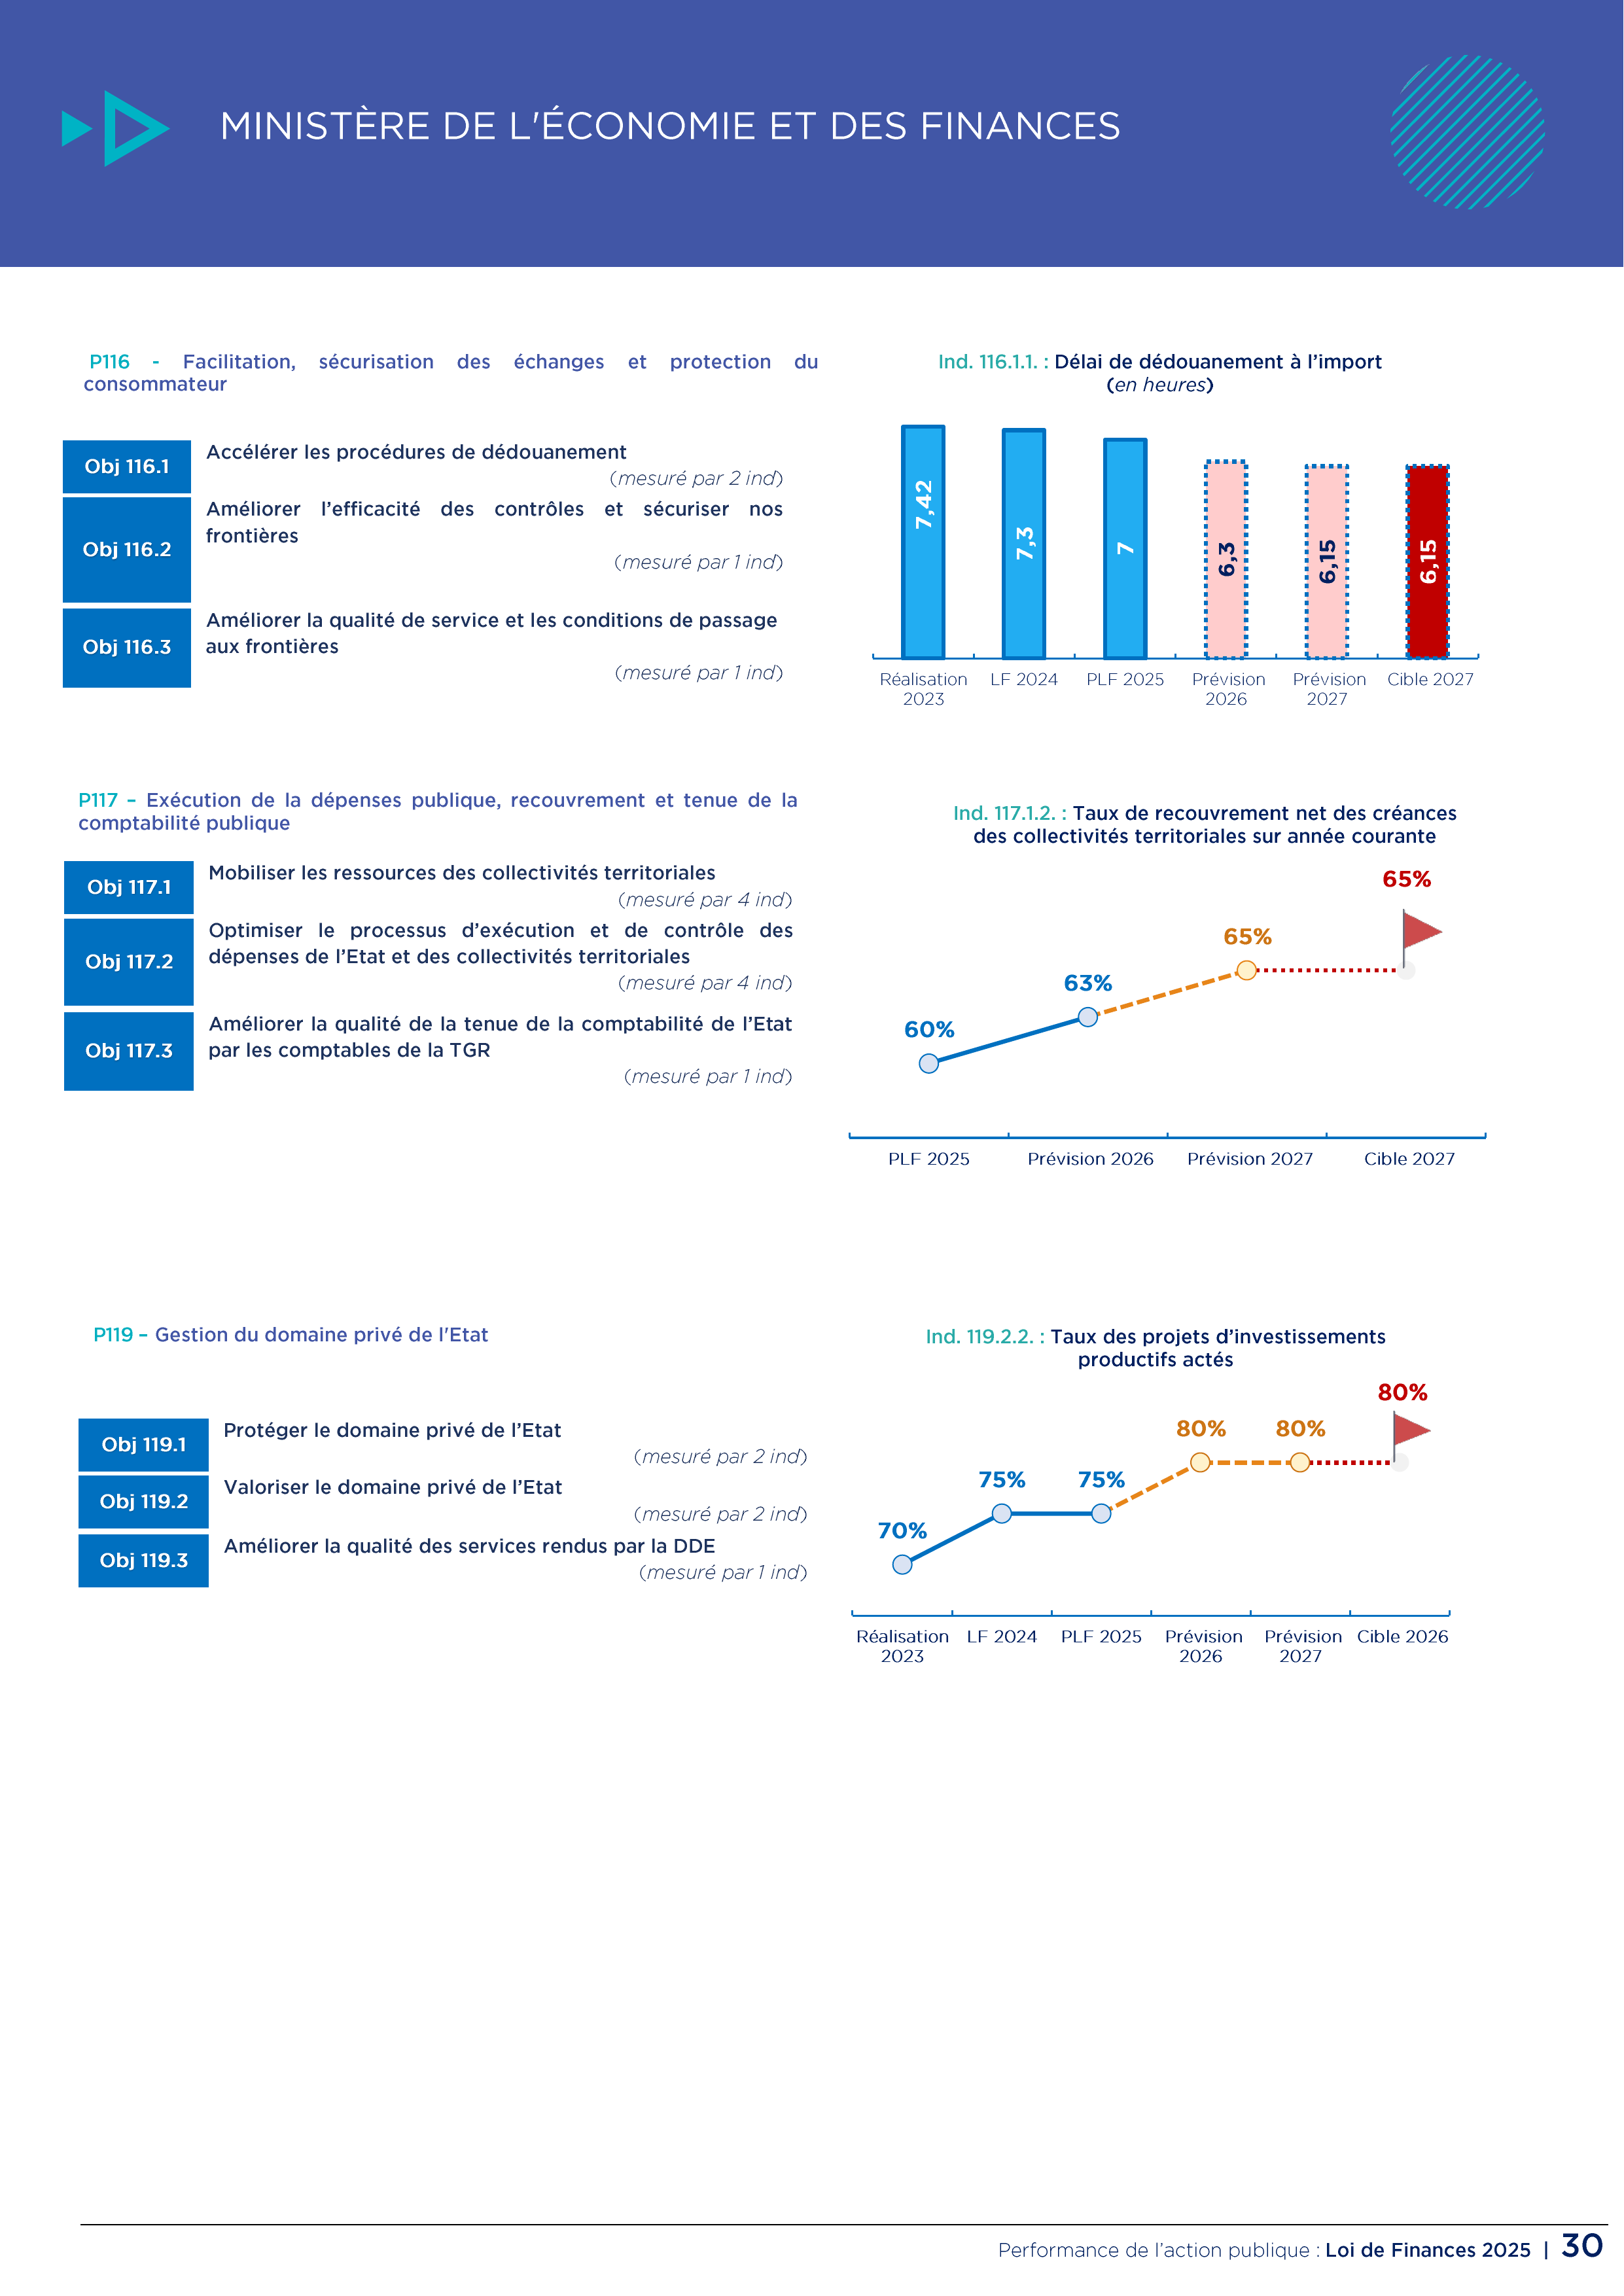 MINISTÈRE DE L'ÉCONOMIE ET DES FINANCES
P116 - Facilitation, sécurisation des échanges et protection du
consommateur
Obj 116.1
Accélérer les procédures de dédouanement
(mesuré par 2 ind)
Obj 116.2
Améliorer l’efficacité des contrôles et sécuriser nos
frontières
(mesuré par 1 ind)
Obj 116.3
Améliorer la qualité de service et les conditions de passage
aux frontières
(mesuré par 1 ind)
Ind. 116.1.1. : Délai de dédouanement à l’import
(en heures)
7,42
7,3
7
6,3
6,15
6,15
Réalisation LF 2024 PLF 2025 Prévision Prévision Cible 2027
2023 2026 2027
P117 – Exécution de la dépenses publique, recouvrement et tenue de la
comptabilité publique
Obj 117.1
Mobiliser les ressources des collectivités territoriales
(mesuré par 4 ind)
Obj 117.2
Optimiser le processus d’exécution et de contrôle des
dépenses de l’Etat et des collectivités territoriales
(mesuré par 4 ind)
Obj 117.3
Améliorer la qualité de la tenue de la comptabilité de l’Etat
par les comptables de la TGR
(mesuré par 1 ind)
Ind. 117.1.2. : Taux de recouvrement net des créances
des collectivités territoriales sur année courante
60%
63%
65%
65%
PLF 2025 Prévision 2026 Prévision 2027 Cible 2027
P119 – Gestion du domaine privé de l'Etat
Obj 119.1
Protéger le domaine privé de l’Etat
(mesuré par 2 ind)
Obj 119.2
Valoriser le domaine privé de l’Etat
(mesuré par 2 ind)
Obj 119.3
Améliorer la qualité des services rendus par la DDE
(mesuré par 1 ind)
Ind. 119.2.2. : Taux des projets d’investissements
productifs actés
70%
75%
75%
80%
80%
80%
Réalisation LF 2024 PLF 2025 Prévision Prévision Cible 2026
2023 2026 2027
Performance de l’action publique : Loi de Finances 2025 | 30